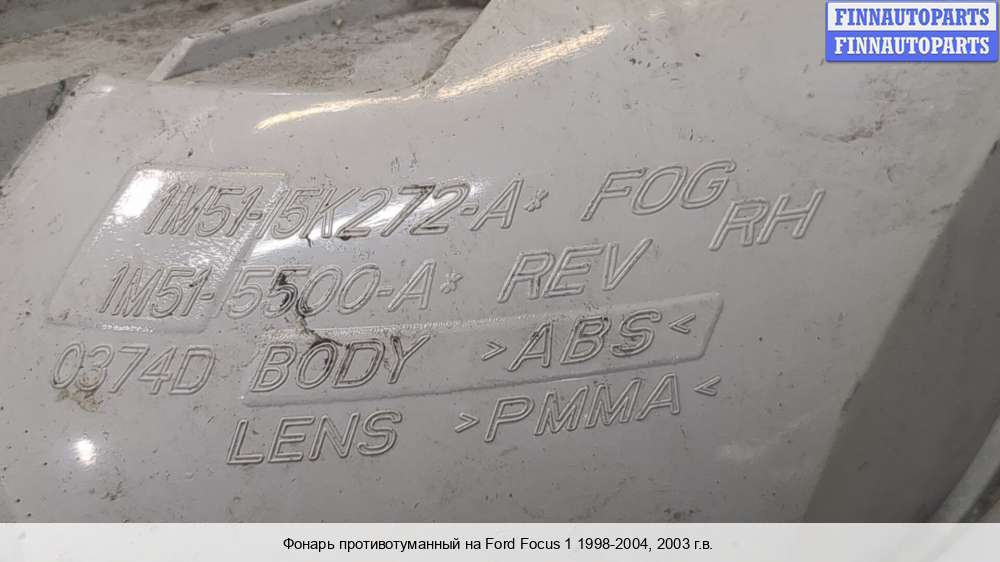 FINNAUTOPARTS
FINNAUTOPARTS
1M51-15K272-A* FOG
RH
1M51-5500-A* REV
0374D BODY >ABS<
LENS >PMMA<
Фонарь противотуманный на Ford Focus 1 1998-2004, 2003 г.в.